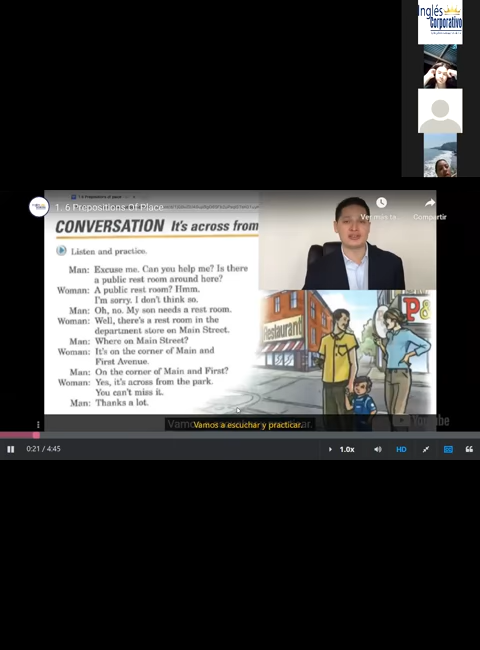 Inglés
Corporativo
1. 6 Prepositions Of Place
Ver más ta...
Compartir
CONVERSATION It's across from
Listen and practice.
Man: Excuse me. Can you help me? Is there
a public rest room around here?
Woman: A public rest room? Hmm.
I'm sorry. I don't think so.
Man: Oh, no. My son needs a rest room.
Woman: Well, there's a rest room in the
department store on Main Street.
Man: Where on Main Street?
Woman: It's on the corner of Main and
First Avenue.
Man: On the corner of Main and First?
Woman: Yes, it's across from the park.
You can't miss it.
Man: Thanks a lot.
Restaurant
P8
Vamos a escuchar y practicar.
YouTube
0:21 / 4:45
1.0x
HD